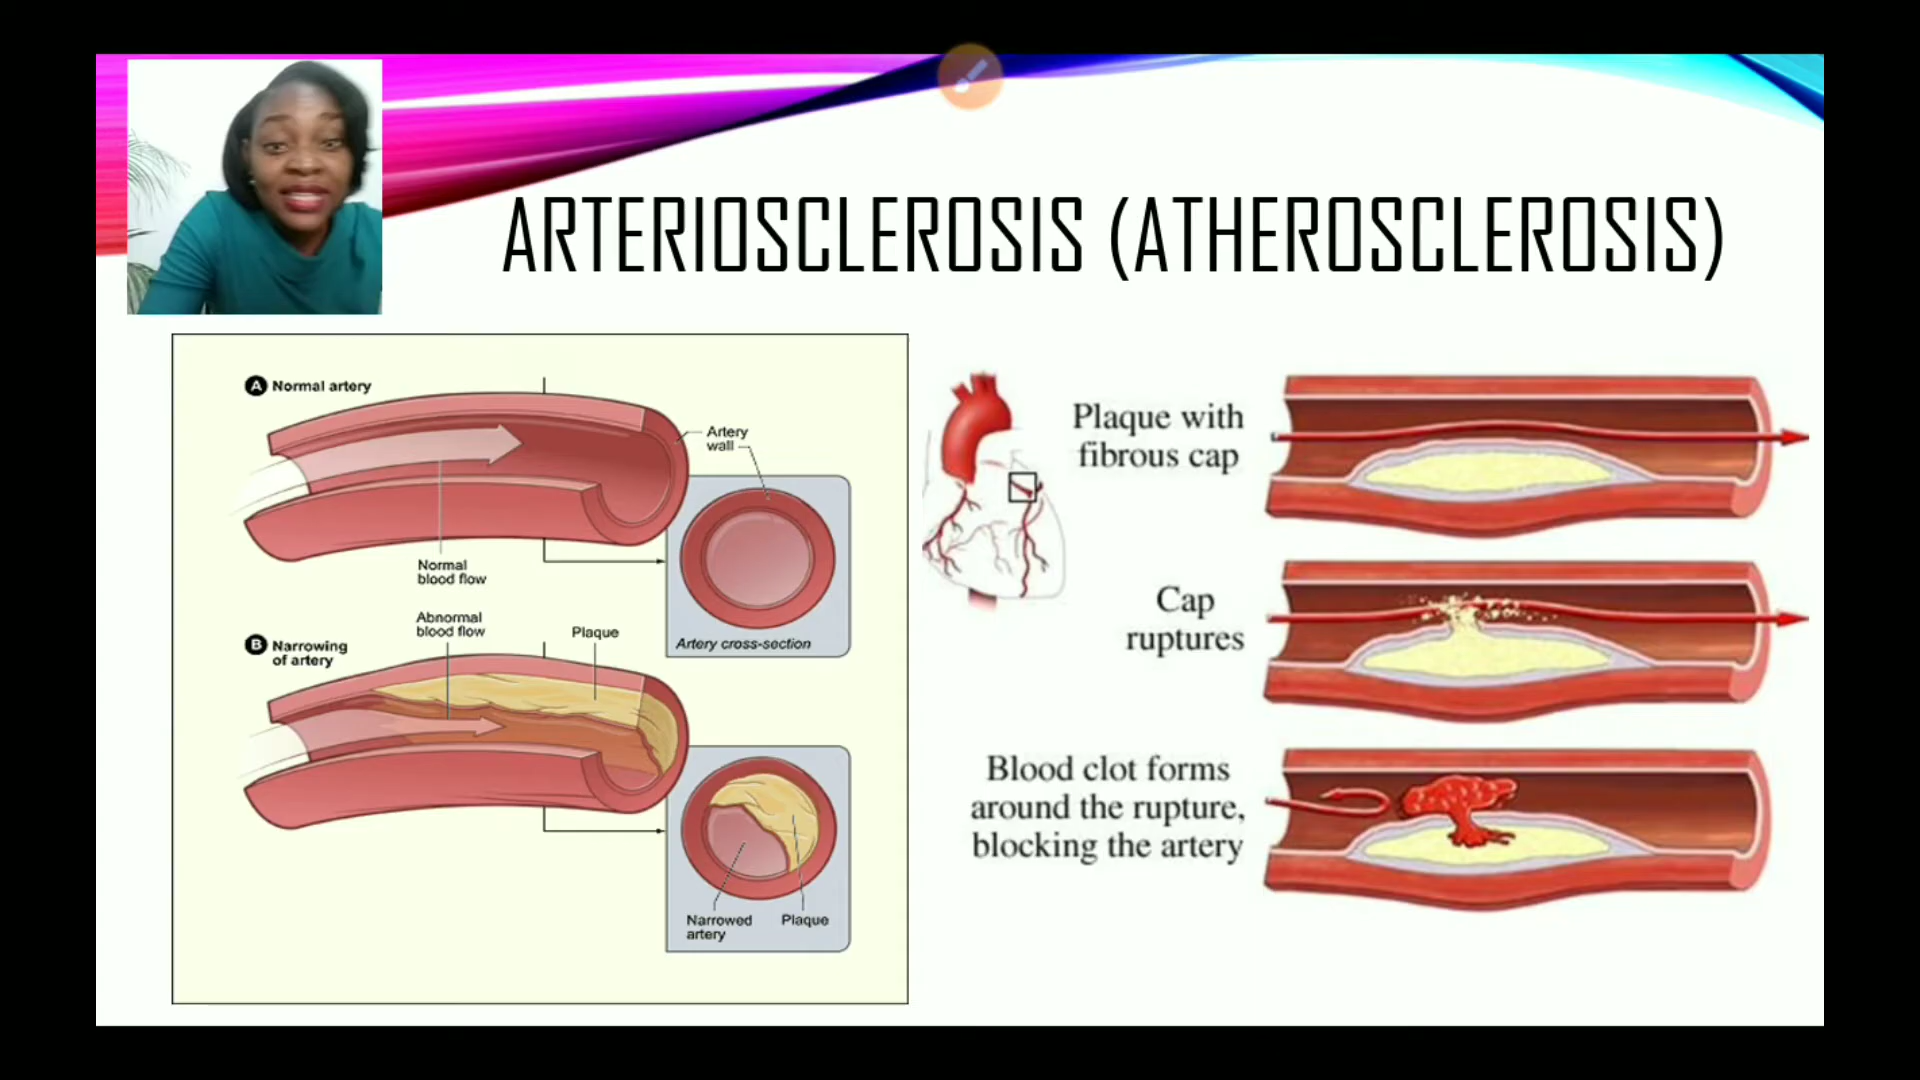 ARTERIOSCLEROSIS (ATHEROSCLEROSIS)
A Normal artery
Artery
wall
Normal
blood flow
Artery cross-section
Abnormal
blood flow
Plaque
B Narrowing
of artery
Narrowed
artery
Plaque
Plaque with
fibrous cap
Cap
ruptures
Blood clot forms
around the rupture,
blocking the artery